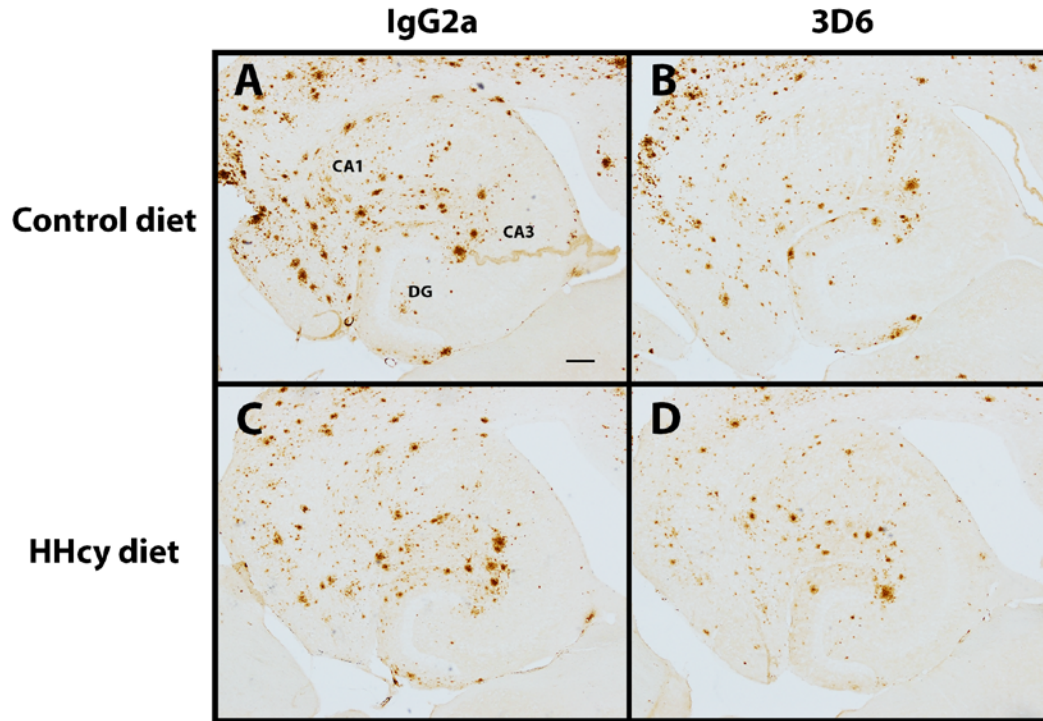 IgG2a
3D6
A
B
CA1
Control diet
CA3
DG
C
D
HHcy diet